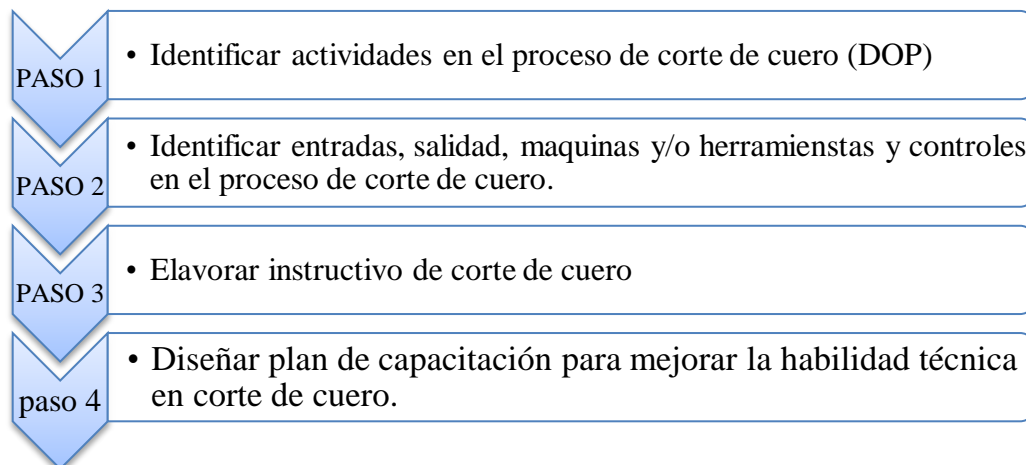 PASO 1
• Identificar actividades en el proceso de corte de cuero (DOP)
PASO 2
• Identificar entradas, salidad, maquinas y/o herramienstas y controles
en el proceso de corte de cuero.
PASO 3
• Elavorar instructivo de corte de cuero
paso 4
• Diseñar plan de capacitación para mejorar la habilidad técnica
en corte de cuero.